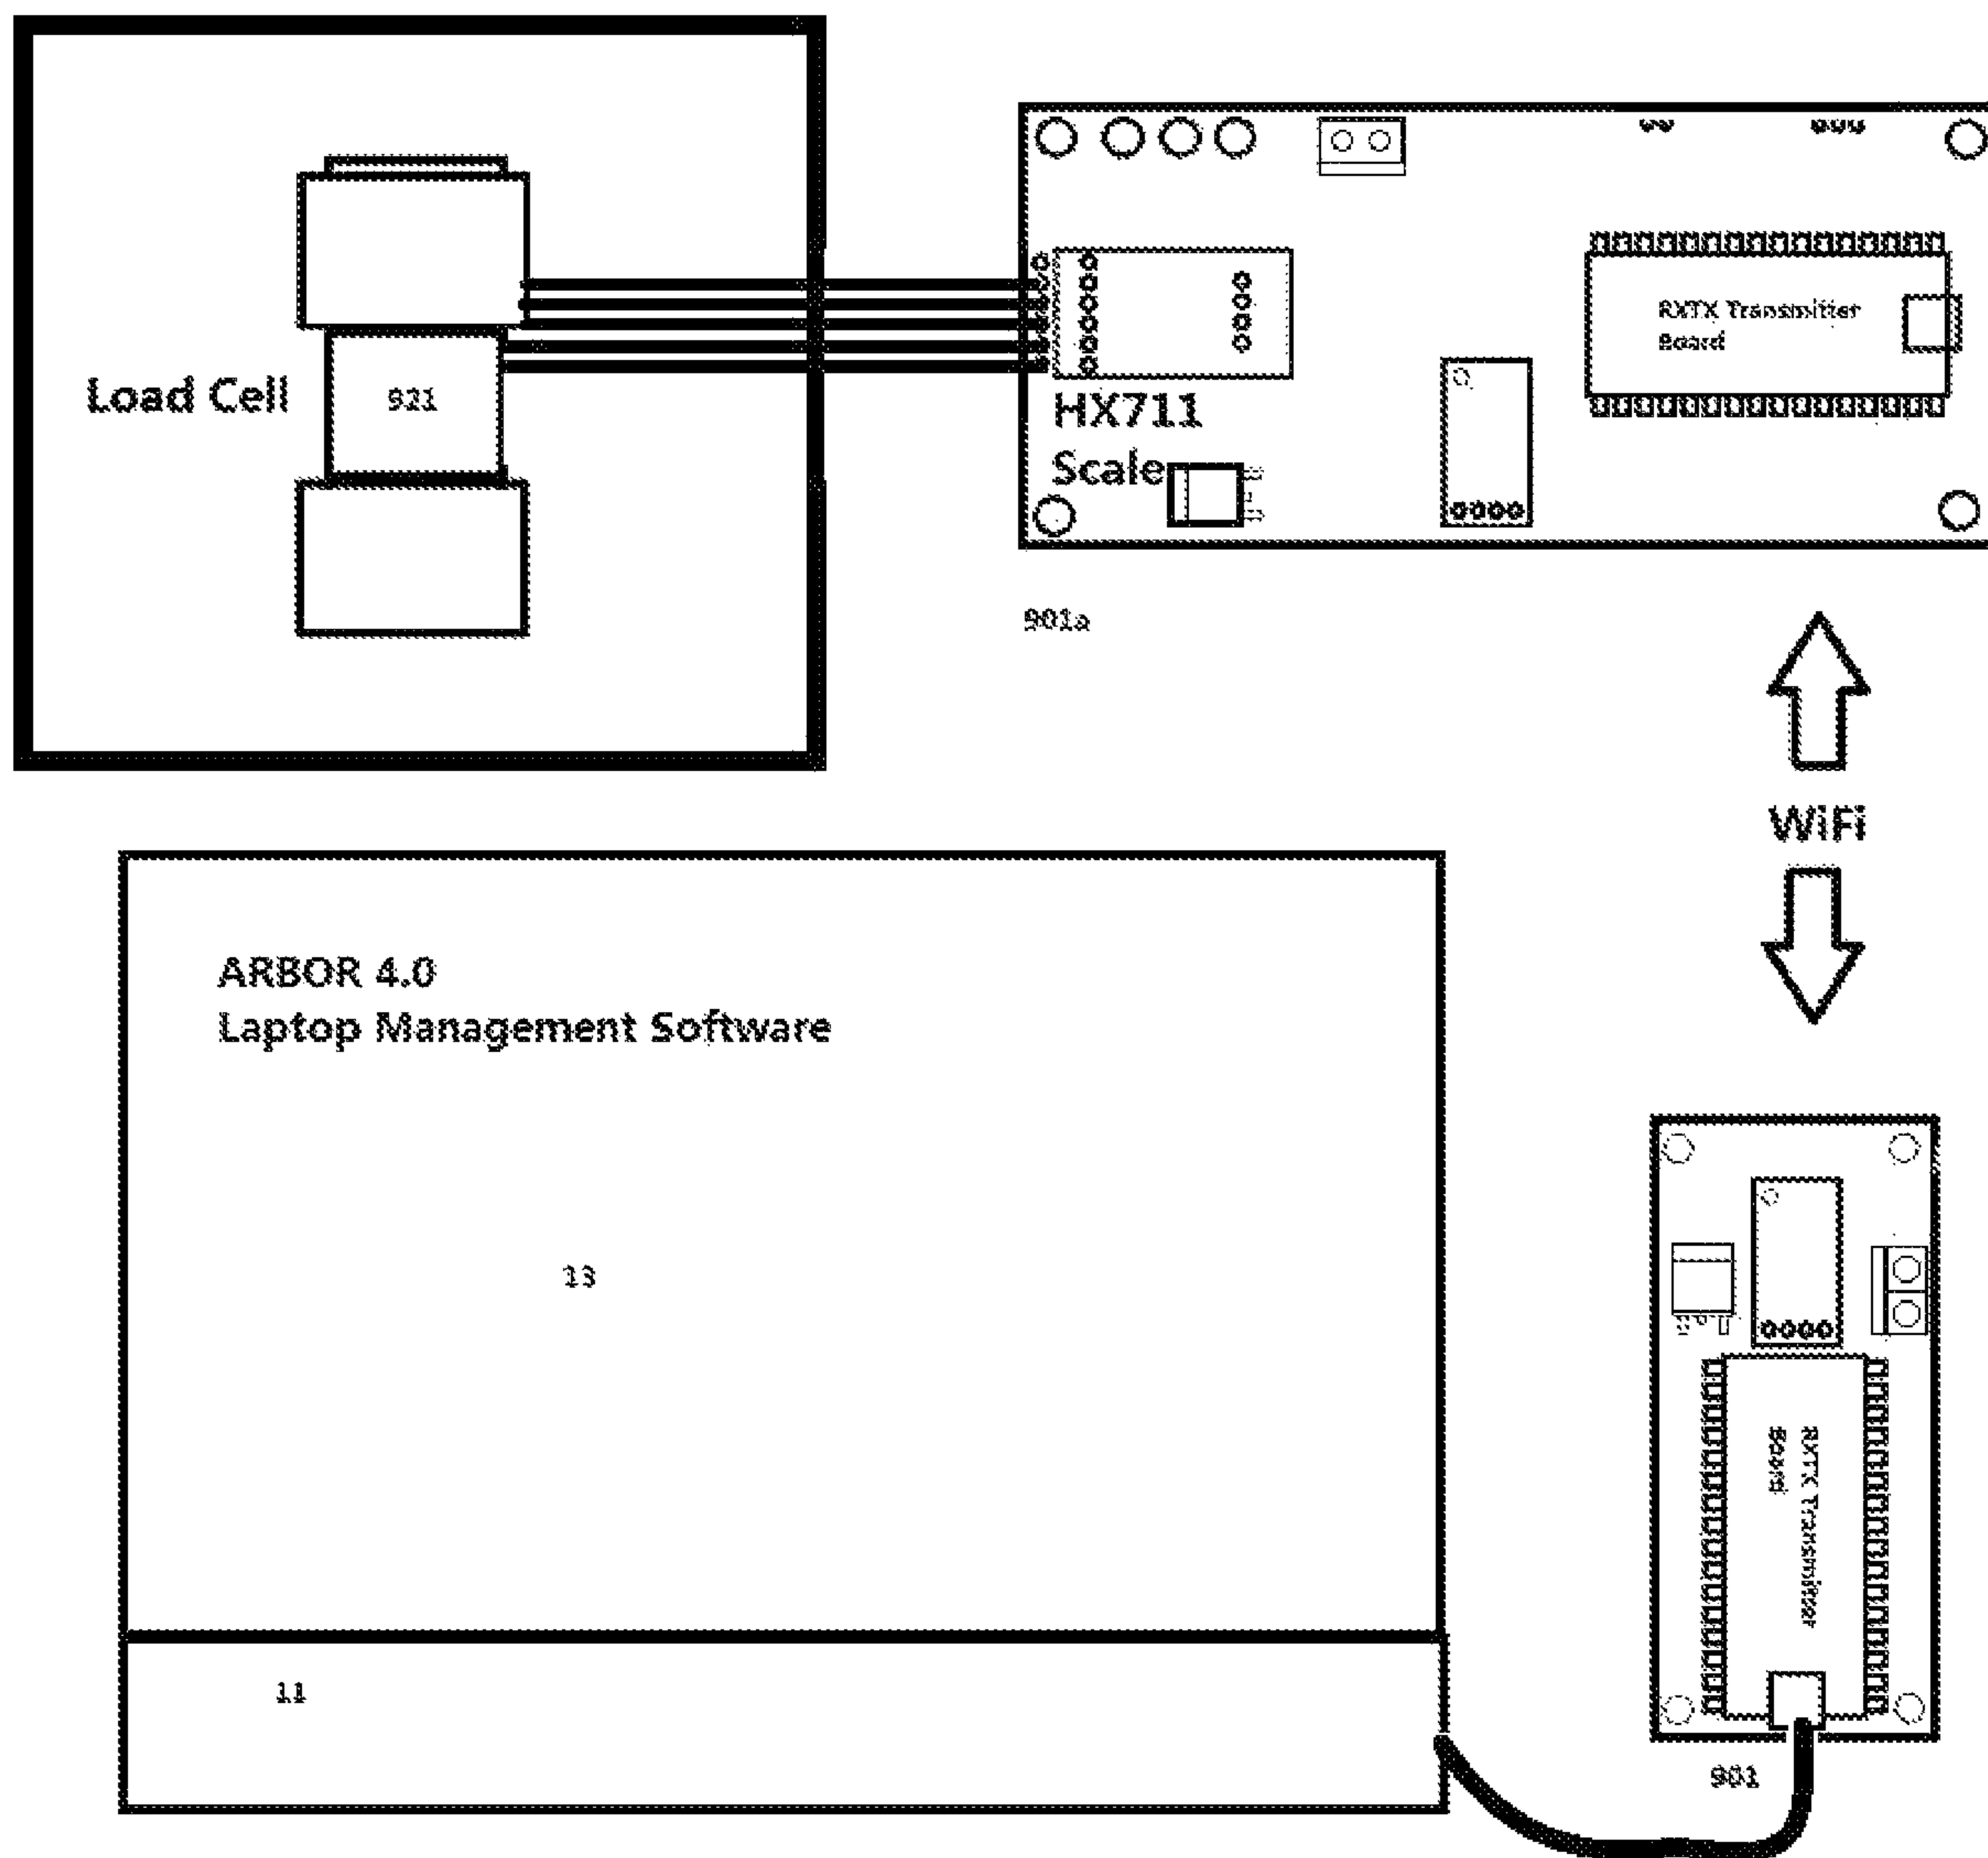 Load Cell
921
HX711
Scale
RXTX Transmitter
Board
901a
WiFi
ARBOR 4.0
Laptop Management Software
13
11
RXTX Transmitter
Board
901